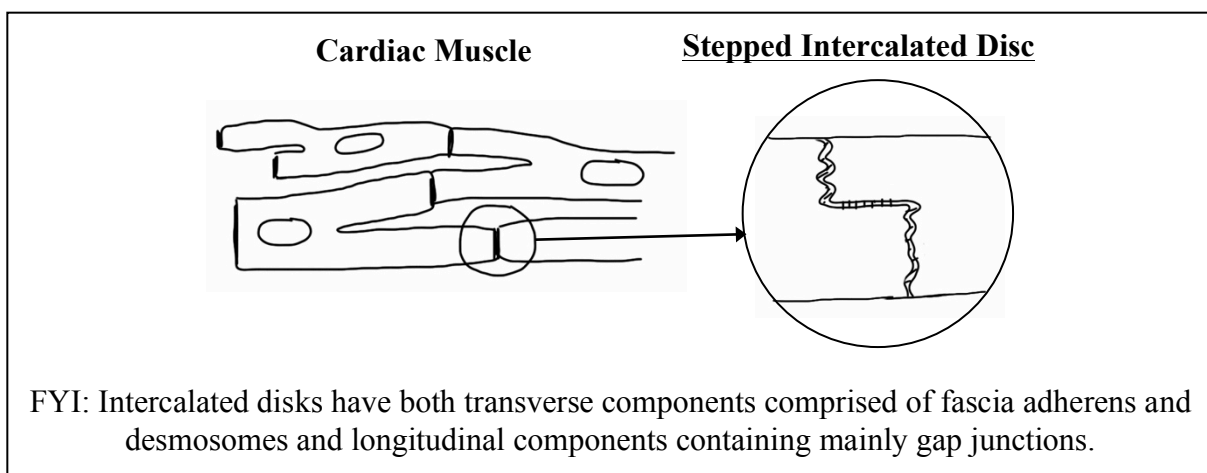 Cardiac Muscle
Stepped Intercalated Disc
FYI: Intercalated disks have both transverse components comprised of fascia adherens and
desmosomes and longitudinal components containing mainly gap junctions.